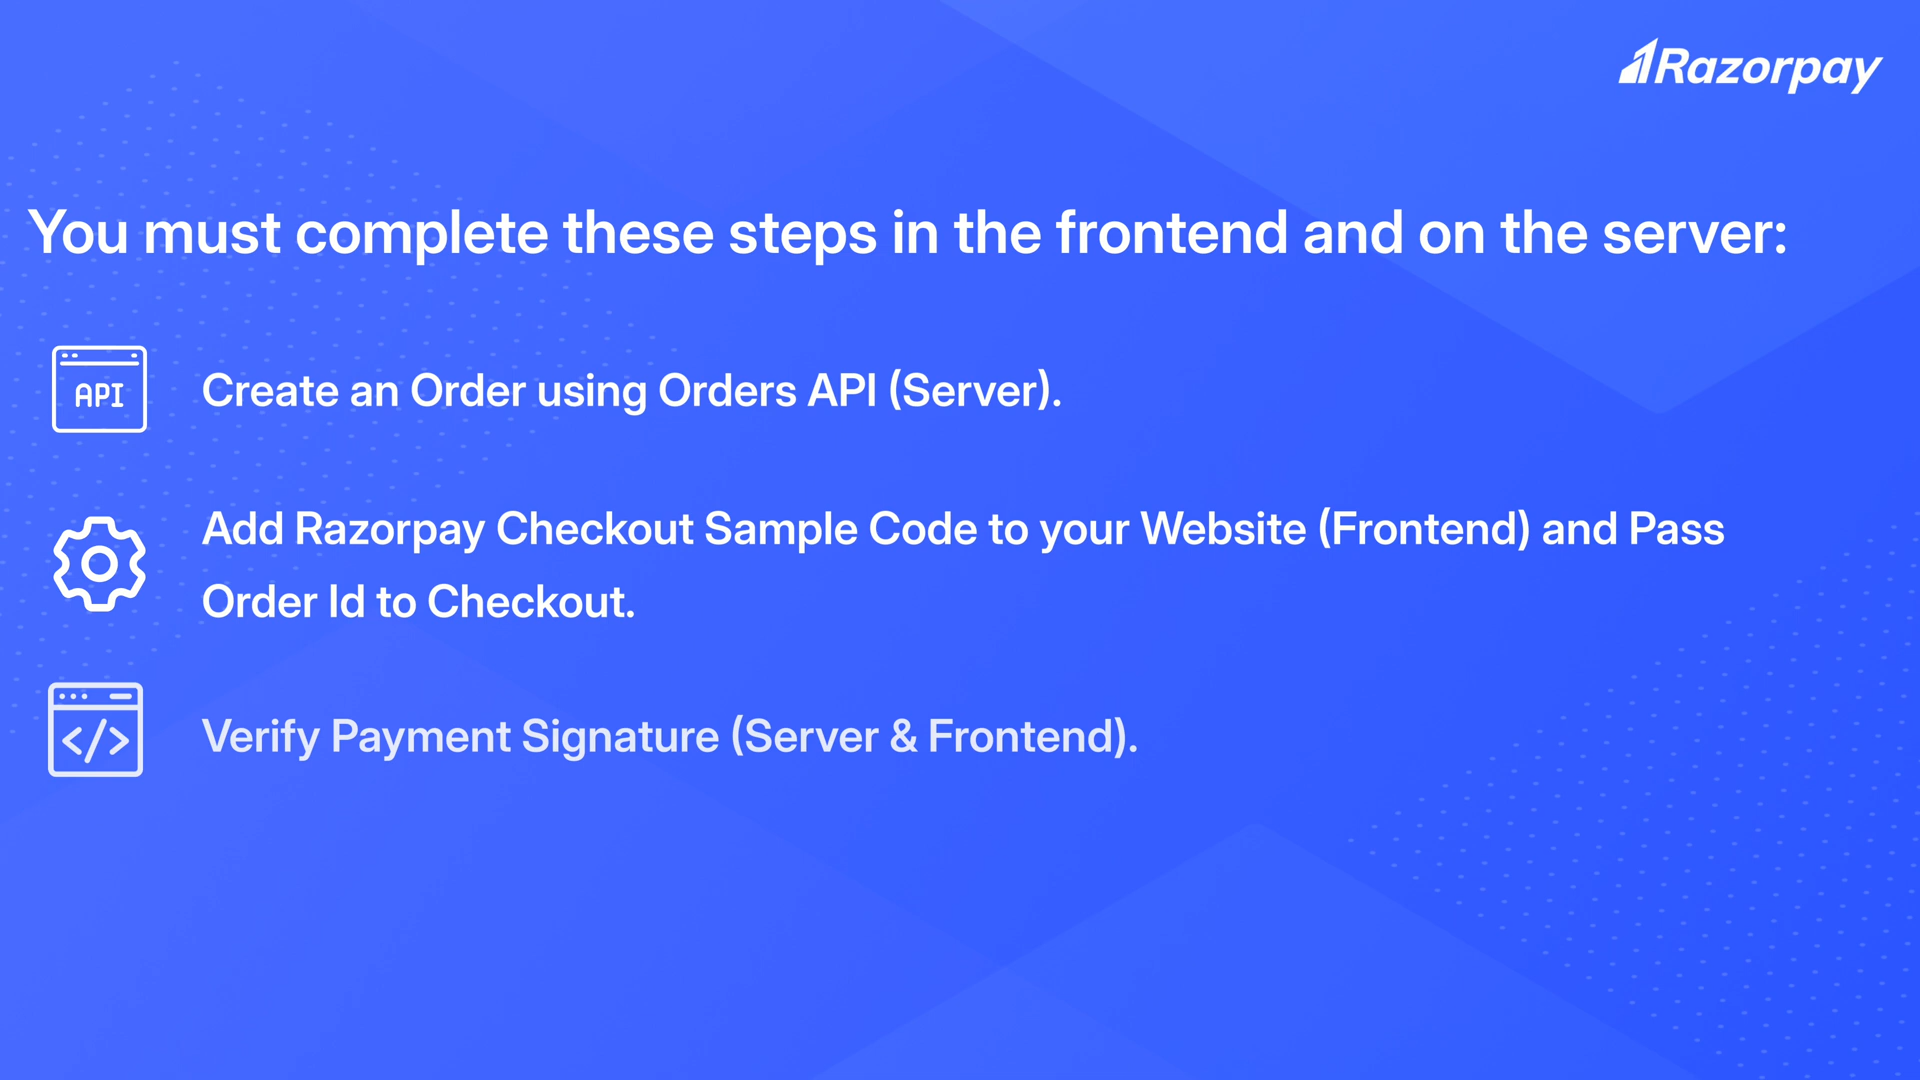 Razorpay
You must complete these steps in the frontend and on the server:
API
Create an Order using Orders API (Server).
Add Razorpay Checkout Sample Code to your Website (Frontend) and Pass
Order Id to Checkout.
</>
Verify Payment Signature (Server & Frontend).